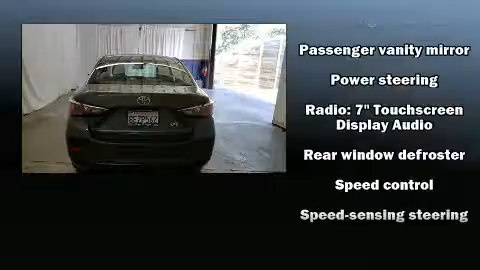 Passenger vanity mirror
Power steering
Radio: 7" Touchscreen
Display Audio
Rear window defroster
Speed control
Speed-sensing steering